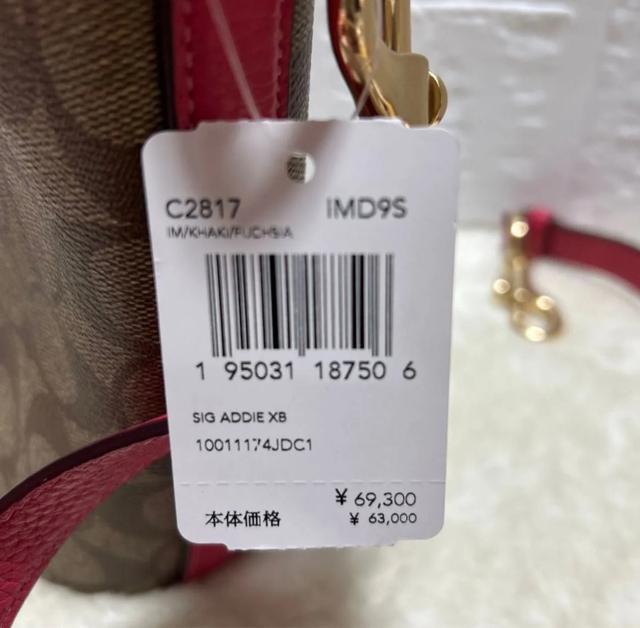 C2817 IMD9S
IM/KHAKI/FUCHSIA
1 95031 18750 6
SIG ADDIE XB
10011174JDC1
¥ 69,300
本体価格 ¥ 63,000